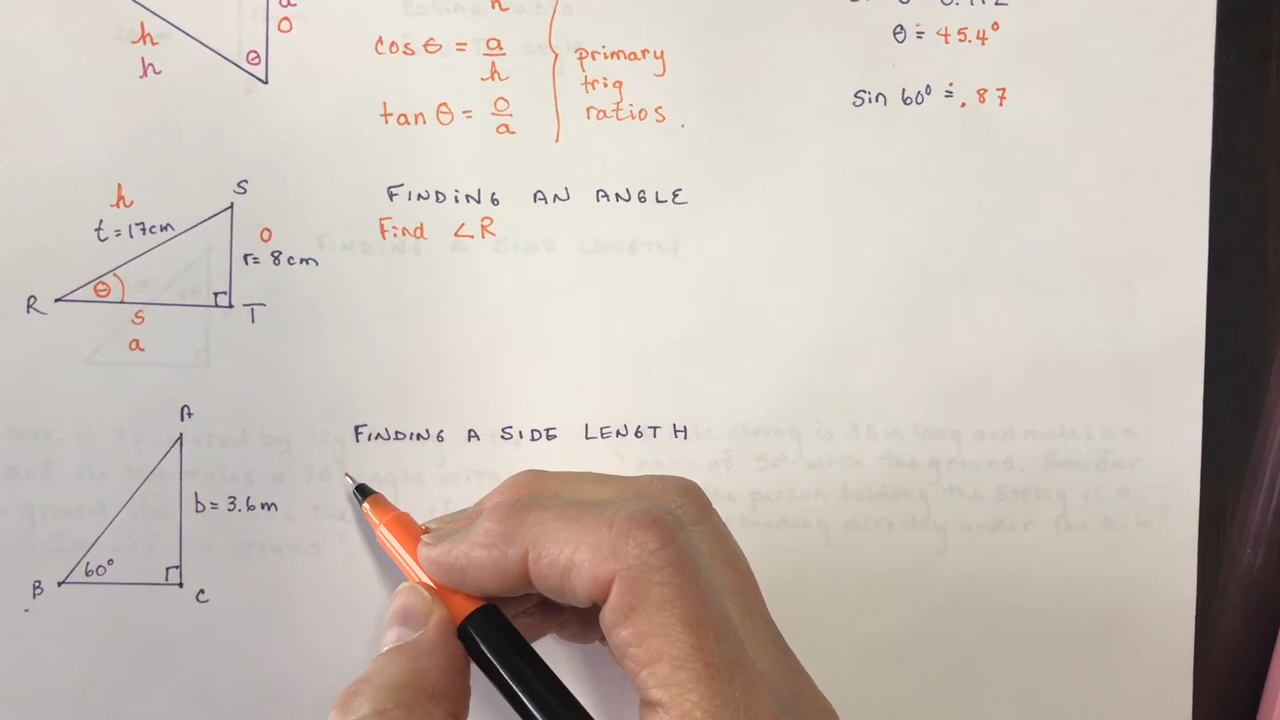 h
h
a
o
θ
h
cos θ = a/h
tan θ = o/a
primary
trig
ratios.
θ ≐ 45.4°
sin 60° ≐ .87
h
S
t = 17cm
o
r = 8cm
θ
R
T
s
a
FINDING AN ANGLE
Find ∠R
A
b = 3.6m
60°
B
C
FINDING A SIDE LENGTH